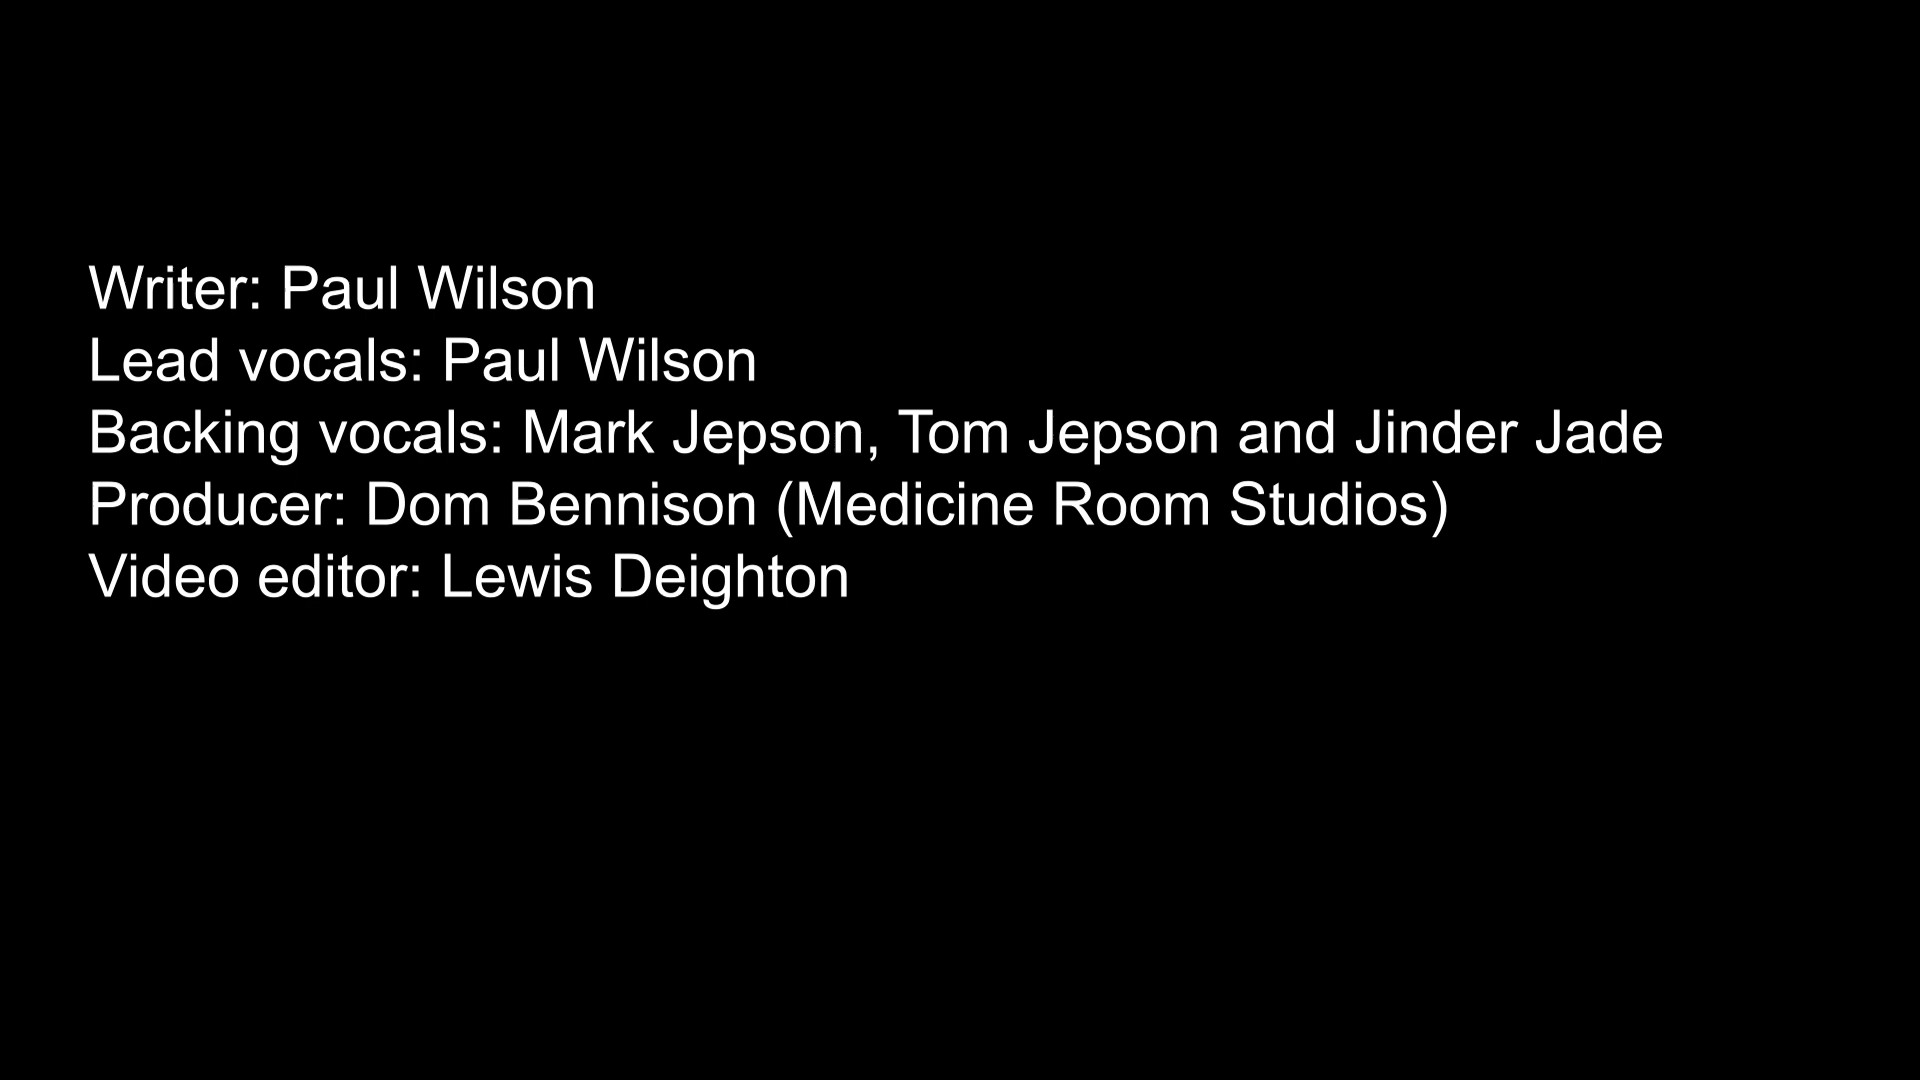 Writer: Paul Wilson
Lead vocals: Paul Wilson
Backing vocals: Mark Jepson, Tom Jepson and Jinder Jade
Producer: Dom Bennison (Medicine Room Studios)
Video editor: Lewis Deighton